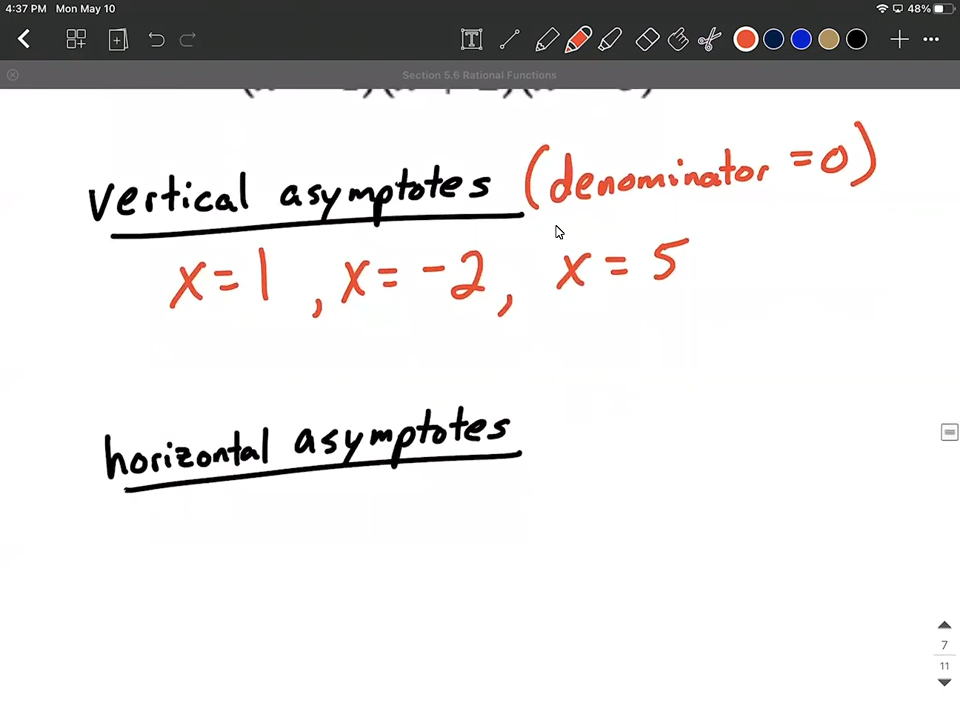 4:37 PM Mon May 10
48%
Section 5.6 Rational Functions
vertical asymptotes (denominator = 0)
x = 1 , x = -2, x = 5
horizontal asymptotes
7
11